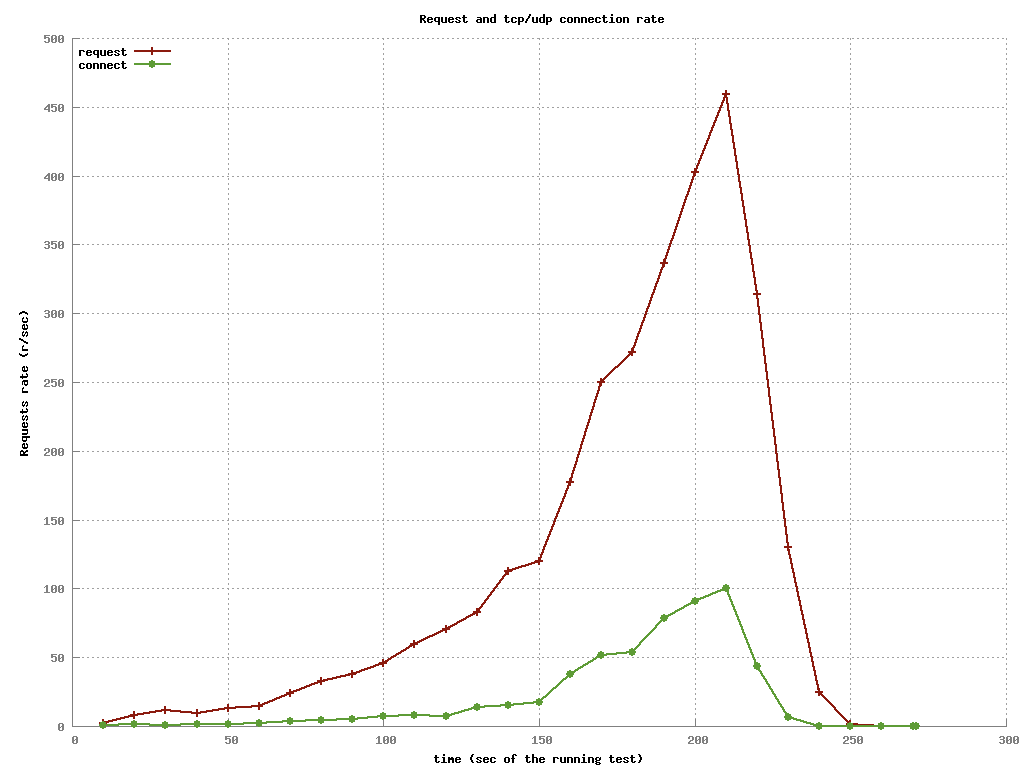 Request and tcp/udp connection rate
500
request
connect
450
400
350
300
250
200
150
100
50
0
Requests rate (r/sec)
0 50 100 150 200 250 300
time (sec of the running test)